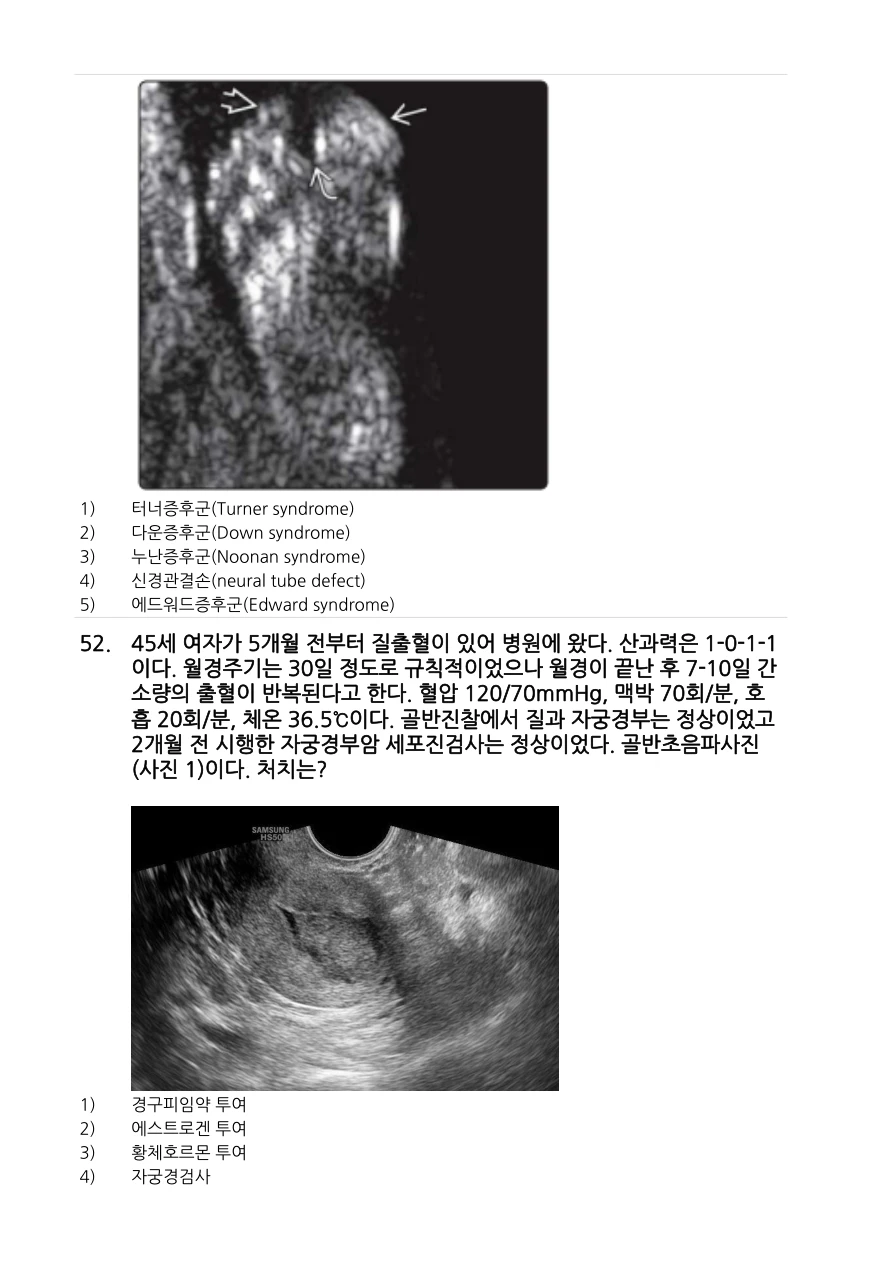 1) 터너증후군(Turner syndrome)
2) 다운증후군(Down syndrome)
3) 누난증후군(Noonan syndrome)
4) 신경관결손(neural tube defect)
5) 에드워드증후군(Edward syndrome)
52. 45세 여자가 5개월 전부터 질출혈이 있어 병원에 왔다. 산과력은 1-0-1-1
이다. 월경주기는 30일 정도로 규칙적이었으나 월경이 끝난 후 7-10일 간
소량의 출혈이 반복된다고 한다. 혈압 120/70mmHg, 맥박 70회/분, 호
흡 20회/분, 체온 36.5℃이다. 골반진찰에서 질과 자궁경부는 정상이었고
2개월 전 시행한 자궁경부암 세포진검사는 정상이었다. 골반초음파사진
(사진 1)이다. 처치는?
SAMSUNG
1) 경구피임약 투여
2) 에스트로겐 투여
3) 황체호르몬 투여
4) 자궁경검사